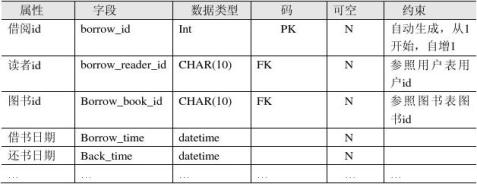 属性 字段 数据类型 码 可空 约束
借阅id borrow_id Int PK N 自动生成，从1
开始，自增1
读者id borrow_reader_id CHAR(10) FK N 参照用户表用
户id
图书id Borrow_book_id CHAR(10) FK N 参照图书表图
书id
借书日期 Borrow_time datetime N
还书日期 Back_time datetime N
… … … … … …